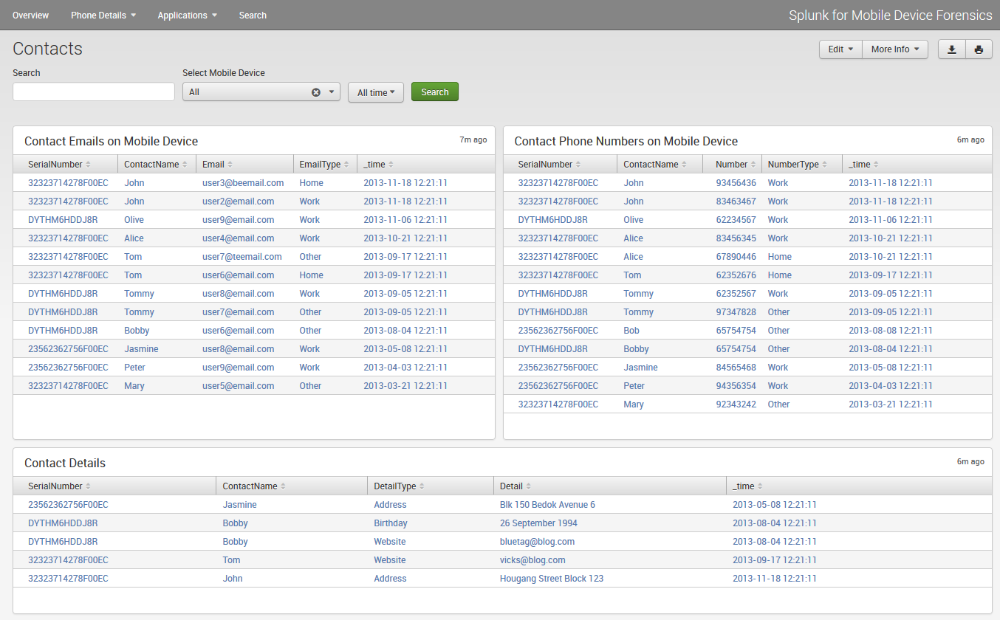 Overview Phone Details Applications Search Splunk for Mobile Device Forensics
Contacts Edit More Info
Search Select Mobile Device
All All time Search
Contact Emails on Mobile Device 7m ago
SerialNumber ContactName Email EmailType _time
32323714278F00EC John user3@beemail.com Home 2013-11-18 12:21:11
32323714278F00EC John user2@email.com Work 2013-11-18 12:21:11
DYTHM6HDDJ8R Olive user9@email.com Work 2013-11-06 12:21:11
32323714278F00EC Alice user4@email.com Work 2013-10-21 12:21:11
32323714278F00EC Tom user7@teemail.com Other 2013-09-17 12:21:11
32323714278F00EC Tom user6@email.com Home 2013-09-17 12:21:11
DYTHM6HDDJ8R Tommy user8@email.com Work 2013-09-05 12:21:11
DYTHM6HDDJ8R Tommy user7@email.com Other 2013-09-05 12:21:11
DYTHM6HDDJ8R Bobby user6@email.com Other 2013-08-04 12:21:11
23562362756F00EC Jasmine user8@email.com Work 2013-05-08 12:21:11
23562362756F00EC Peter user9@email.com Work 2013-04-03 12:21:11
32323714278F00EC Mary user5@email.com Other 2013-03-21 12:21:11
Contact Phone Numbers on Mobile Device 6m ago
SerialNumber ContactName Number NumberType _time
32323714278F00EC John 93456436 Work 2013-11-18 12:21:11
32323714278F00EC John 83463467 Work 2013-11-18 12:21:11
DYTHM6HDDJ8R Olive 62234567 Work 2013-11-06 12:21:11
32323714278F00EC Alice 83456345 Work 2013-10-21 12:21:11
32323714278F00EC Alice 67890446 Home 2013-10-21 12:21:11
32323714278F00EC Tom 62352676 Home 2013-09-17 12:21:11
DYTHM6HDDJ8R Tommy 62352567 Work 2013-09-05 12:21:11
DYTHM6HDDJ8R Tommy 97347828 Other 2013-09-05 12:21:11
23562362756F00EC Bob 65754754 Other 2013-08-04 12:21:11
DYTHM6HDDJ8R Bobby 65754754 Other 2013-08-04 12:21:11
23562362756F00EC Jasmine 84565468 Work 2013-05-08 12:21:11
23562362756F00EC Peter 94356354 Work 2013-04-03 12:21:11
32323714278F00EC Mary 92343242 Other 2013-03-21 12:21:11
Contact Details 6m ago
SerialNumber ContactName DetailType Detail _time
23562362756F00EC Jasmine Address Blk 150 Bedok Avenue 6 2013-05-08 12:21:11
DYTHM6HDDJ8R Bobby Birthday 26 September 1994 2013-08-04 12:21:11
DYTHM6HDDJ8R Bobby Website bluetag@blog.com 2013-08-04 12:21:11
32323714278F00EC Tom Website vicks@blog.com 2013-09-17 12:21:11
32323714278F00EC John Address Hougang Street Block 123 2013-11-18 12:21:11